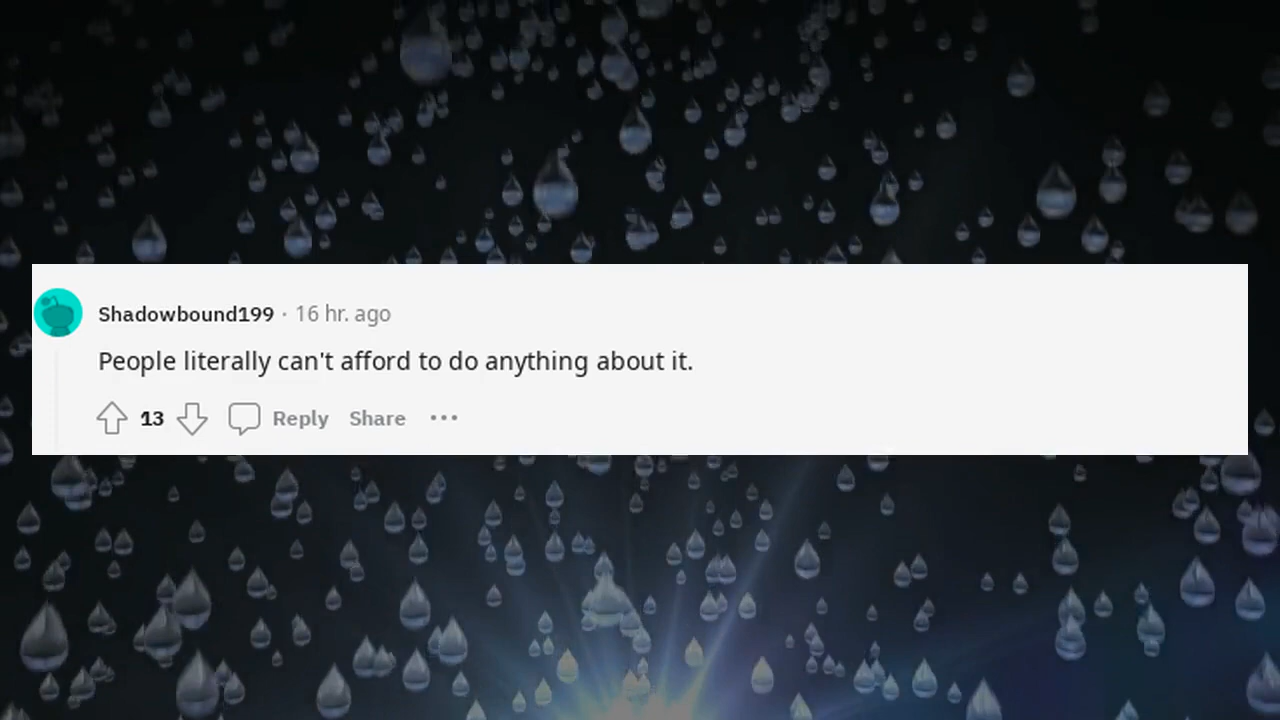 Shadowbound199 · 16 hr. ago
People literally can't afford to do anything about it.
13 Reply Share ···